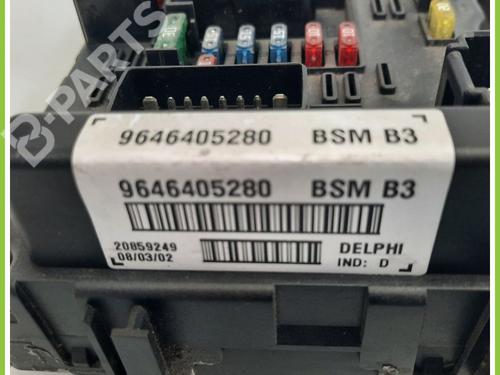 B-PARTS
9646405280 BSM B3
9646405280 BSM B3
20859249 DELPHI
08/03/02 IND: D